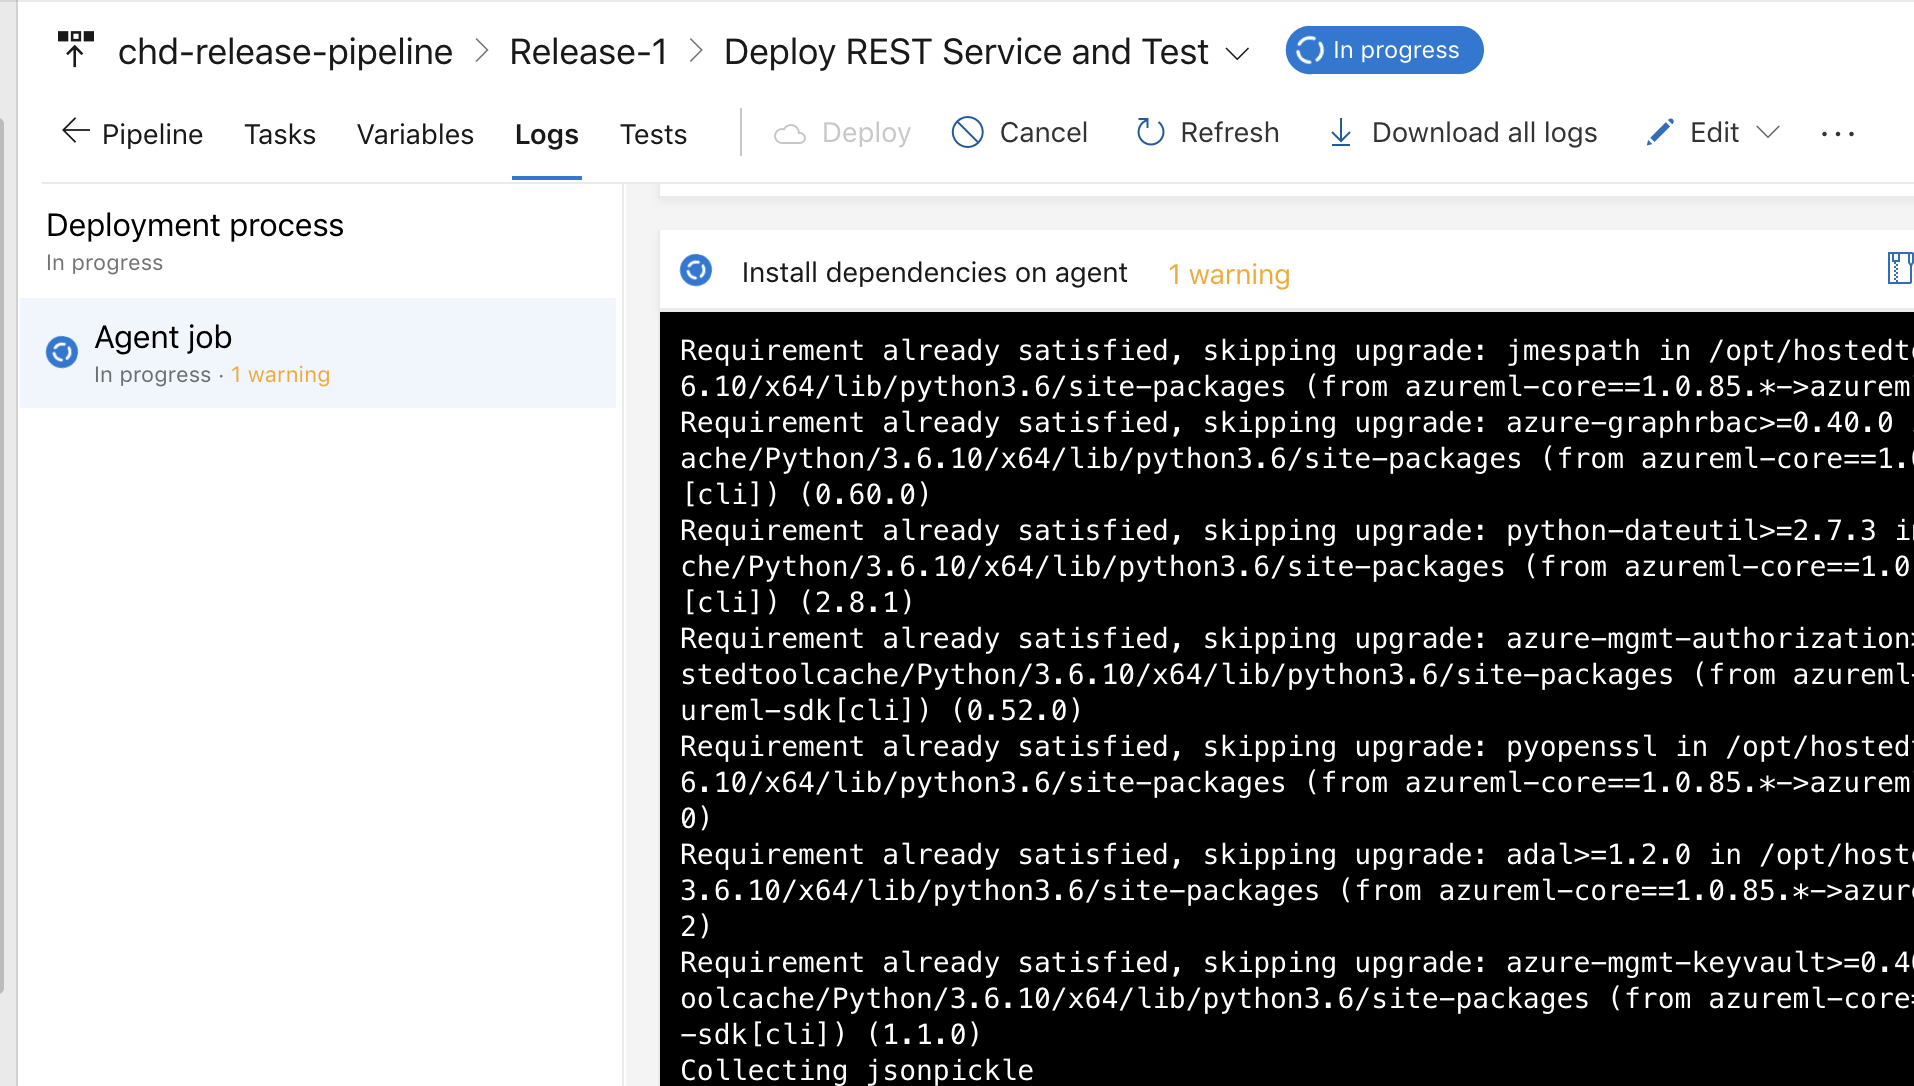 chd-release-pipeline > Release-1 > Deploy REST Service and Test In progress
Pipeline Tasks Variables Logs Tests Deploy Cancel Refresh Download all logs Edit ...
Deployment process
In progress
Agent job
In progress · 1 warning
Install dependencies on agent 1 warning
Requirement already satisfied, skipping upgrade: jmespath in /opt/hostedto
6.10/x64/lib/python3.6/site-packages (from azureml-core==1.0.85.*->azurem
Requirement already satisfied, skipping upgrade: azure-graphrbac>=0.40.0
ache/Python/3.6.10/x64/lib/python3.6/site-packages (from azureml-core==1.0
[cli]) (0.60.0)
Requirement already satisfied, skipping upgrade: python-dateutil>=2.7.3 in
che/Python/3.6.10/x64/lib/python3.6/site-packages (from azureml-core==1.0
[cli]) (2.8.1)
Requirement already satisfied, skipping upgrade: azure-mgmt-authorization>
stedtoolcache/Python/3.6.10/x64/lib/python3.6/site-packages (from azureml-
ureml-sdk[cli]) (0.52.0)
Requirement already satisfied, skipping upgrade: pyopenssl in /opt/hostedt
6.10/x64/lib/python3.6/site-packages (from azureml-core==1.0.85.*->azurem
0)
Requirement already satisfied, skipping upgrade: adal>=1.2.0 in /opt/hoste
3.6.10/x64/lib/python3.6/site-packages (from azureml-core==1.0.85.*->azure
2)
Requirement already satisfied, skipping upgrade: azure-mgmt-keyvault>=0.40
oolcache/Python/3.6.10/x64/lib/python3.6/site-packages (from azureml-core=
-sdk[cli]) (1.1.0)
Collecting jsonpickle